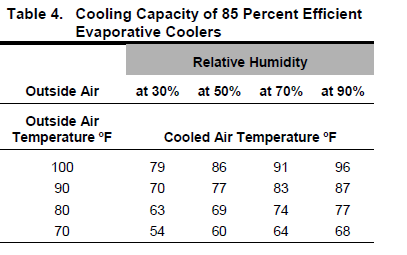 Table 4. Cooling Capacity of 85 Percent Efficient
Evaporative Coolers
Relative Humidity
Outside Air at 30% at 50% at 70% at 90%
Outside Air
Temperature ºF Cooled Air Temperature ºF
100 79 86 91 96
90 70 77 83 87
80 63 69 74 77
70 54 60 64 68